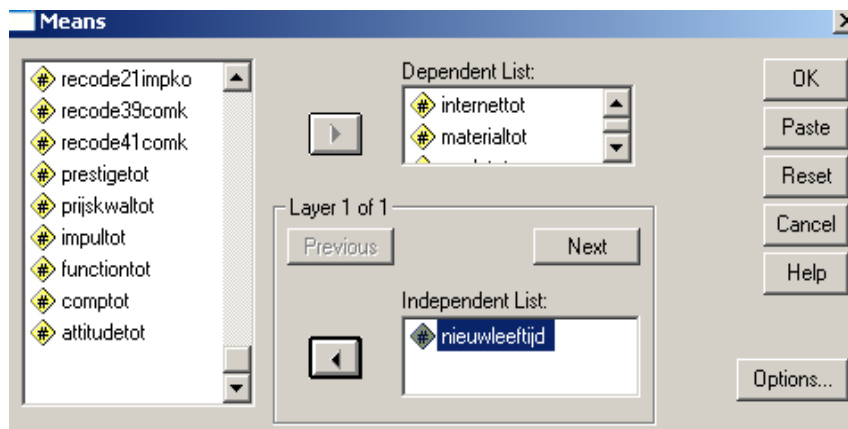 Means
recode21impko
recode39comk
recode41comk
prestigetot
prijskwaltot
impultot
functiontot
comptot
attitudetot
Dependent List:
internettot
materialtot
Layer 1 of 1
Previous
Next
Independent List:
nieuwleeftijd
OK
Paste
Reset
Cancel
Help
Options...